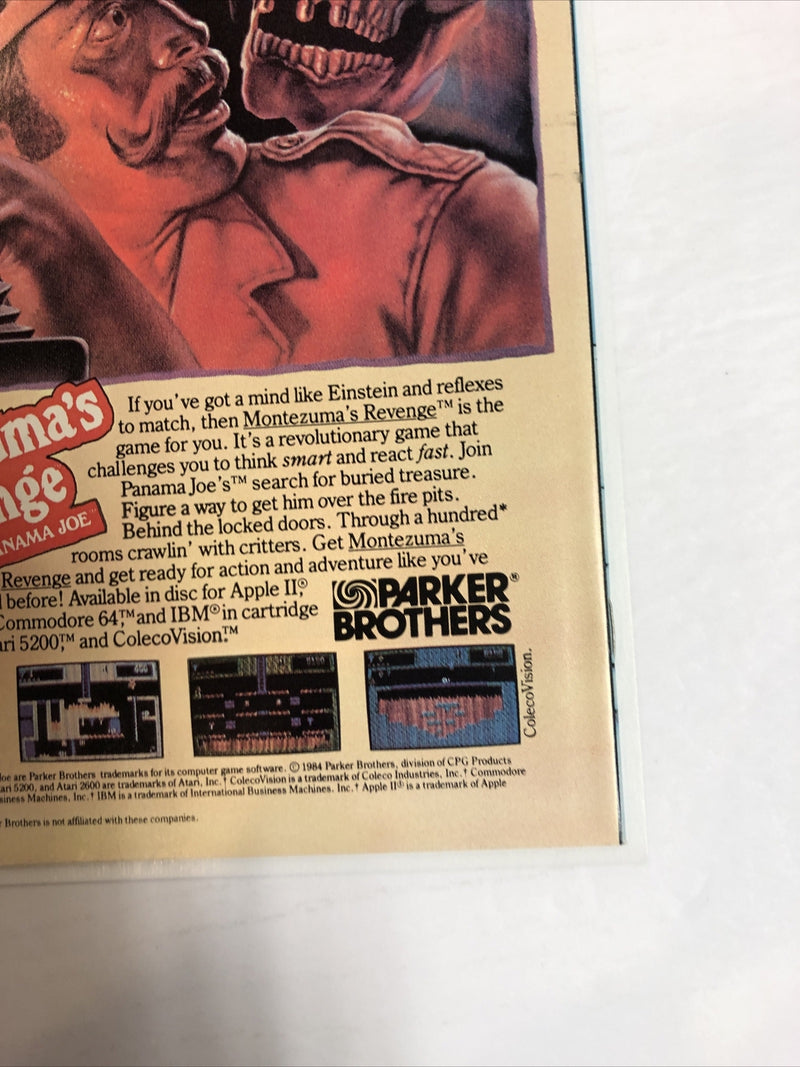 ma's
nge
NAMA JOE™
If you've got a mind like Einstein and reflexes
to match, then Montezuma's Revenge™ is the
game for you. It's a revolutionary game that
challenges you to think smart and react fast. Join
Panama Joe's™ search for buried treasure.
Figure a way to get him over the fire pits.
Behind the locked doors. Through a hundred*
rooms crawlin' with critters. Get Montezuma's
Revenge and get ready for action and adventure like you've
before! Available in disc for Apple II®,
Commodore 64,™ and IBM® in cartridge
ari 5200,™ and ColecoVision.™
PARKER®
BROTHERS
ColecoVision.
oe are Parker Brothers trademarks for its computer game software. © 1984 Parker Brothers, division of CPG Products
ari 5200, and Atari 2600 are trademarks of Atari, Inc.† ColecoVision is a trademark of Coleco Industries, Inc.† Commodore
siness Machines, Inc.† IBM is a trademark of International Business Machines. Inc.† Apple II® is a trademark of Apple
r Brothers is not affiliated with these companies.